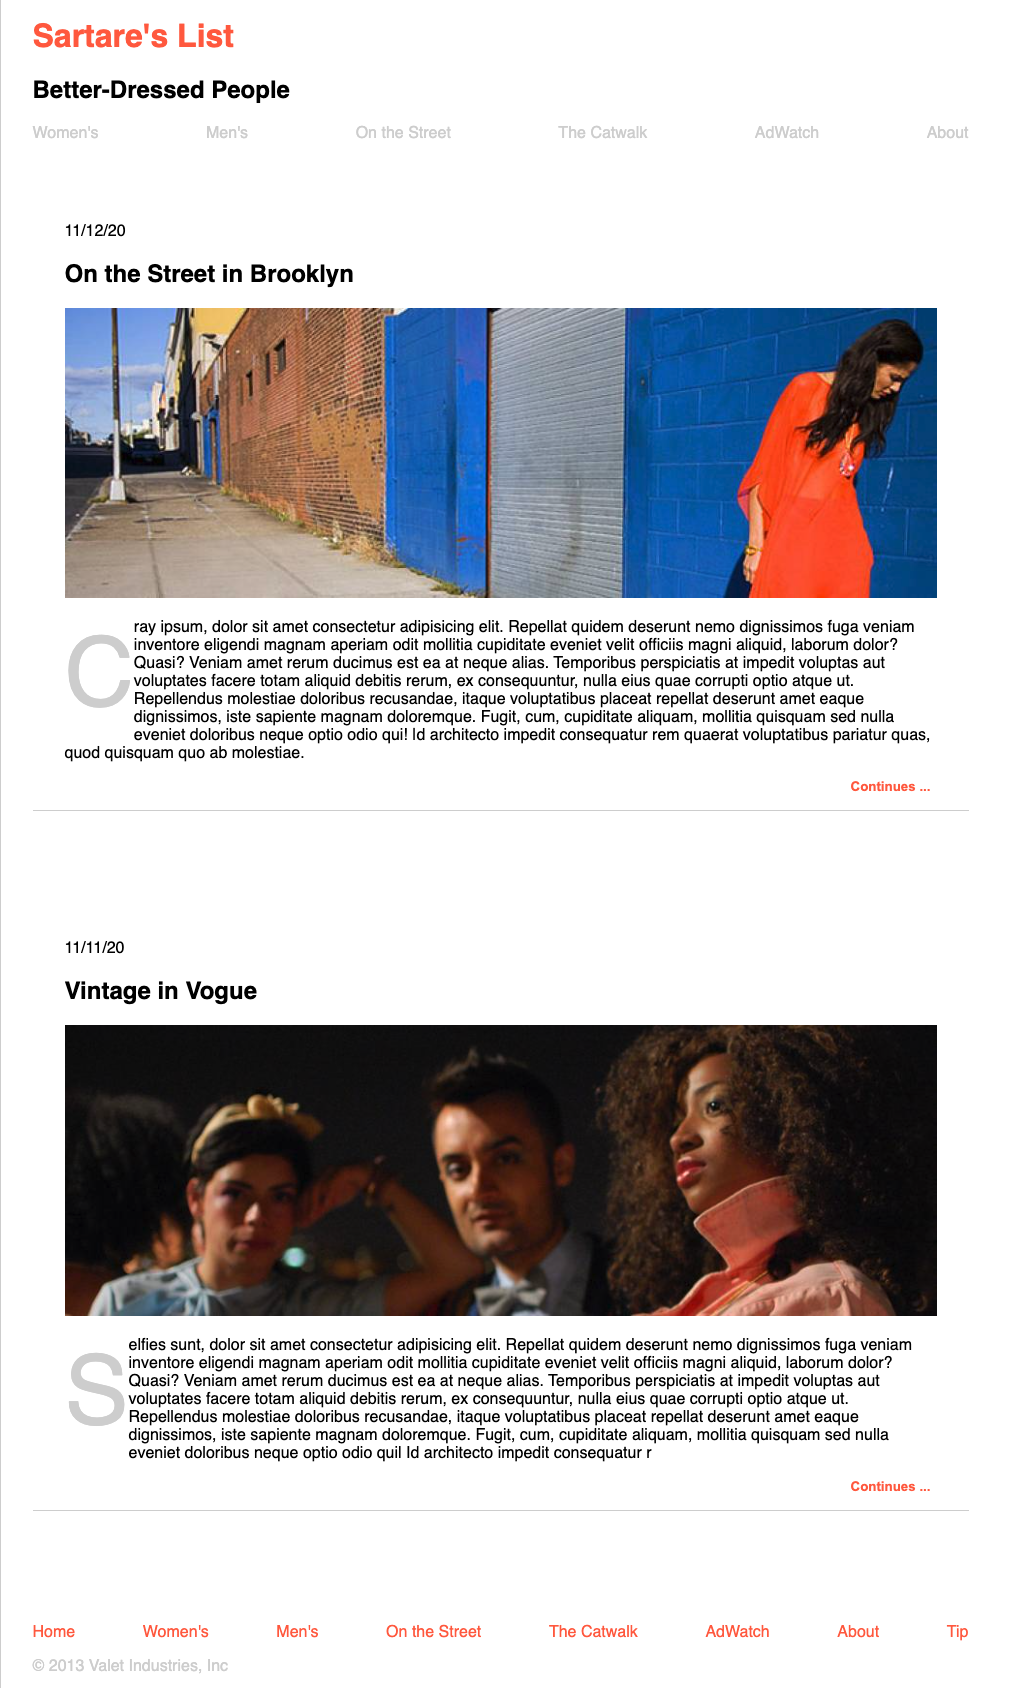 Sartare's List
Better-Dressed People
Women's Men's On the Street The Catwalk AdWatch About
11/12/20
On the Street in Brooklyn
Cray ipsum, dolor sit amet consectetur adipisicing elit. Repellat quidem deserunt nemo dignissimos fuga veniam
inventore eligendi magnam aperiam odit mollitia cupiditate eveniet velit officiis magni aliquid, laborum dolor?
Quasi? Veniam amet rerum ducimus est ea at neque alias. Temporibus perspiciatis at impedit voluptas aut
voluptates facere totam aliquid debitis rerum, ex consequuntur, nulla eius quae corrupti optio atque ut.
Repellendus molestiae doloribus recusandae, itaque voluptatibus placeat repellat deserunt amet eaque
dignissimos, iste sapiente magnam doloremque. Fugit, cum, cupiditate aliquam, mollitia quisquam sed nulla
eveniet doloribus neque optio odio qui! Id architecto impedit consequatur rem quaerat voluptatibus pariatur quas,
quod quisquam quo ab molestiae.
Continues ...
11/11/20
Vintage in Vogue
Selfies sunt, dolor sit amet consectetur adipisicing elit. Repellat quidem deserunt nemo dignissimos fuga veniam
inventore eligendi magnam aperiam odit mollitia cupiditate eveniet velit officiis magni aliquid, laborum dolor?
Quasi? Veniam amet rerum ducimus est ea at neque alias. Temporibus perspiciatis at impedit voluptas aut
voluptates facere totam aliquid debitis rerum, ex consequuntur, nulla eius quae corrupti optio atque ut.
Repellendus molestiae doloribus recusandae, itaque voluptatibus placeat repellat deserunt amet eaque
dignissimos, iste sapiente magnam doloremque. Fugit, cum, cupiditate aliquam, mollitia quisquam sed nulla
eveniet doloribus neque optio odio quil Id architecto impedit consequatur r
Continues ...
Home Women's Men's On the Street The Catwalk AdWatch About Tip
© 2013 Valet Industries, Inc